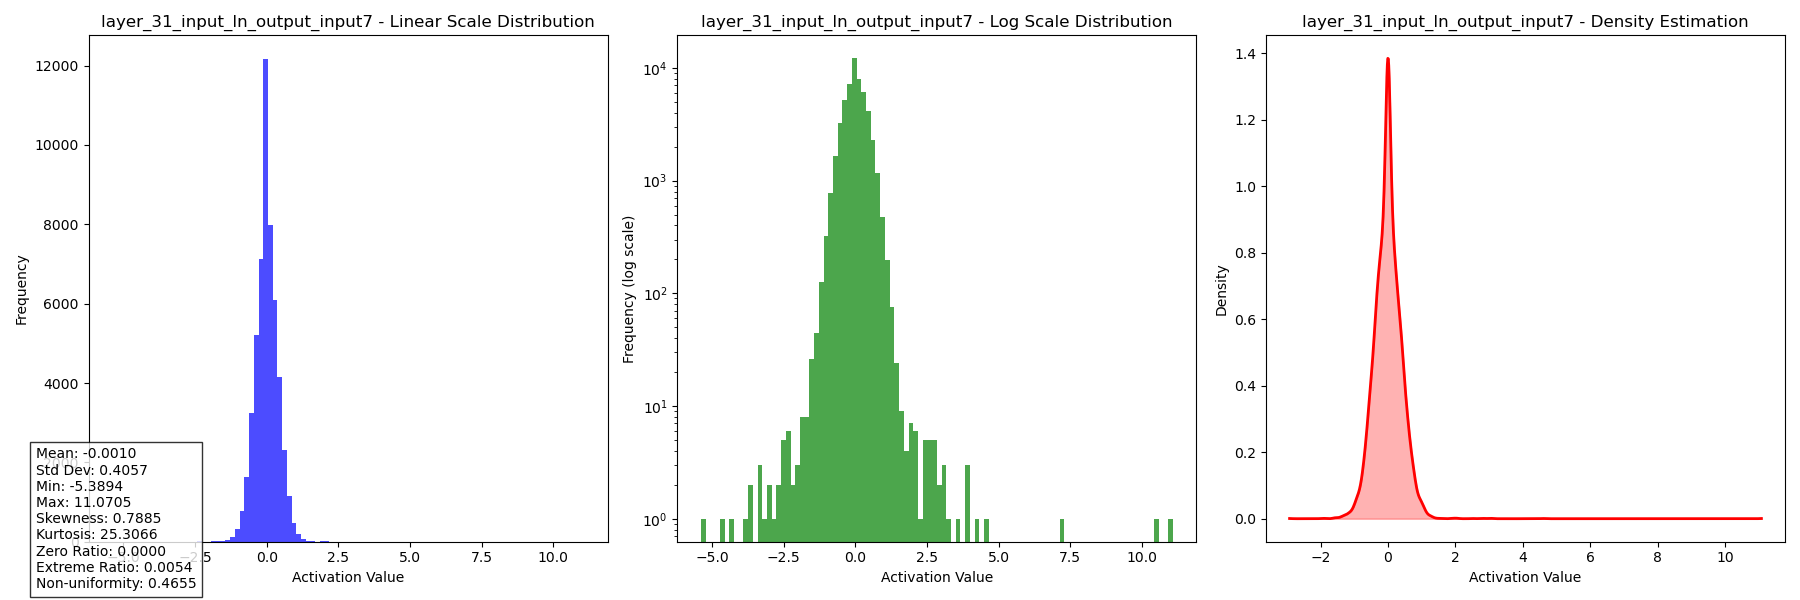 layer_31_input_ln_output_input7 - Linear Scale Distribution
12000
10000
8000
6000
4000
2000
0
Frequency
−2.5
0.0
2.5
5.0
7.5
10.0
Activation Value
Mean: -0.0010
Std Dev: 0.4057
Min: -5.3894
Max: 11.0705
Skewness: 0.7885
Kurtosis: 25.3066
Zero Ratio: 0.0000
Extreme Ratio: 0.0054
Non-uniformity: 0.4655
layer_31_input_ln_output_input7 - Log Scale Distribution
10⁴
10³
10²
10¹
10⁰
Frequency (log scale)
−5.0
−2.5
0.0
2.5
5.0
7.5
10.0
Activation Value
layer_31_input_ln_output_input7 - Density Estimation
1.4
1.2
1.0
0.8
0.6
0.4
0.2
0.0
Density
−2
0
2
4
6
8
10
Activation Value